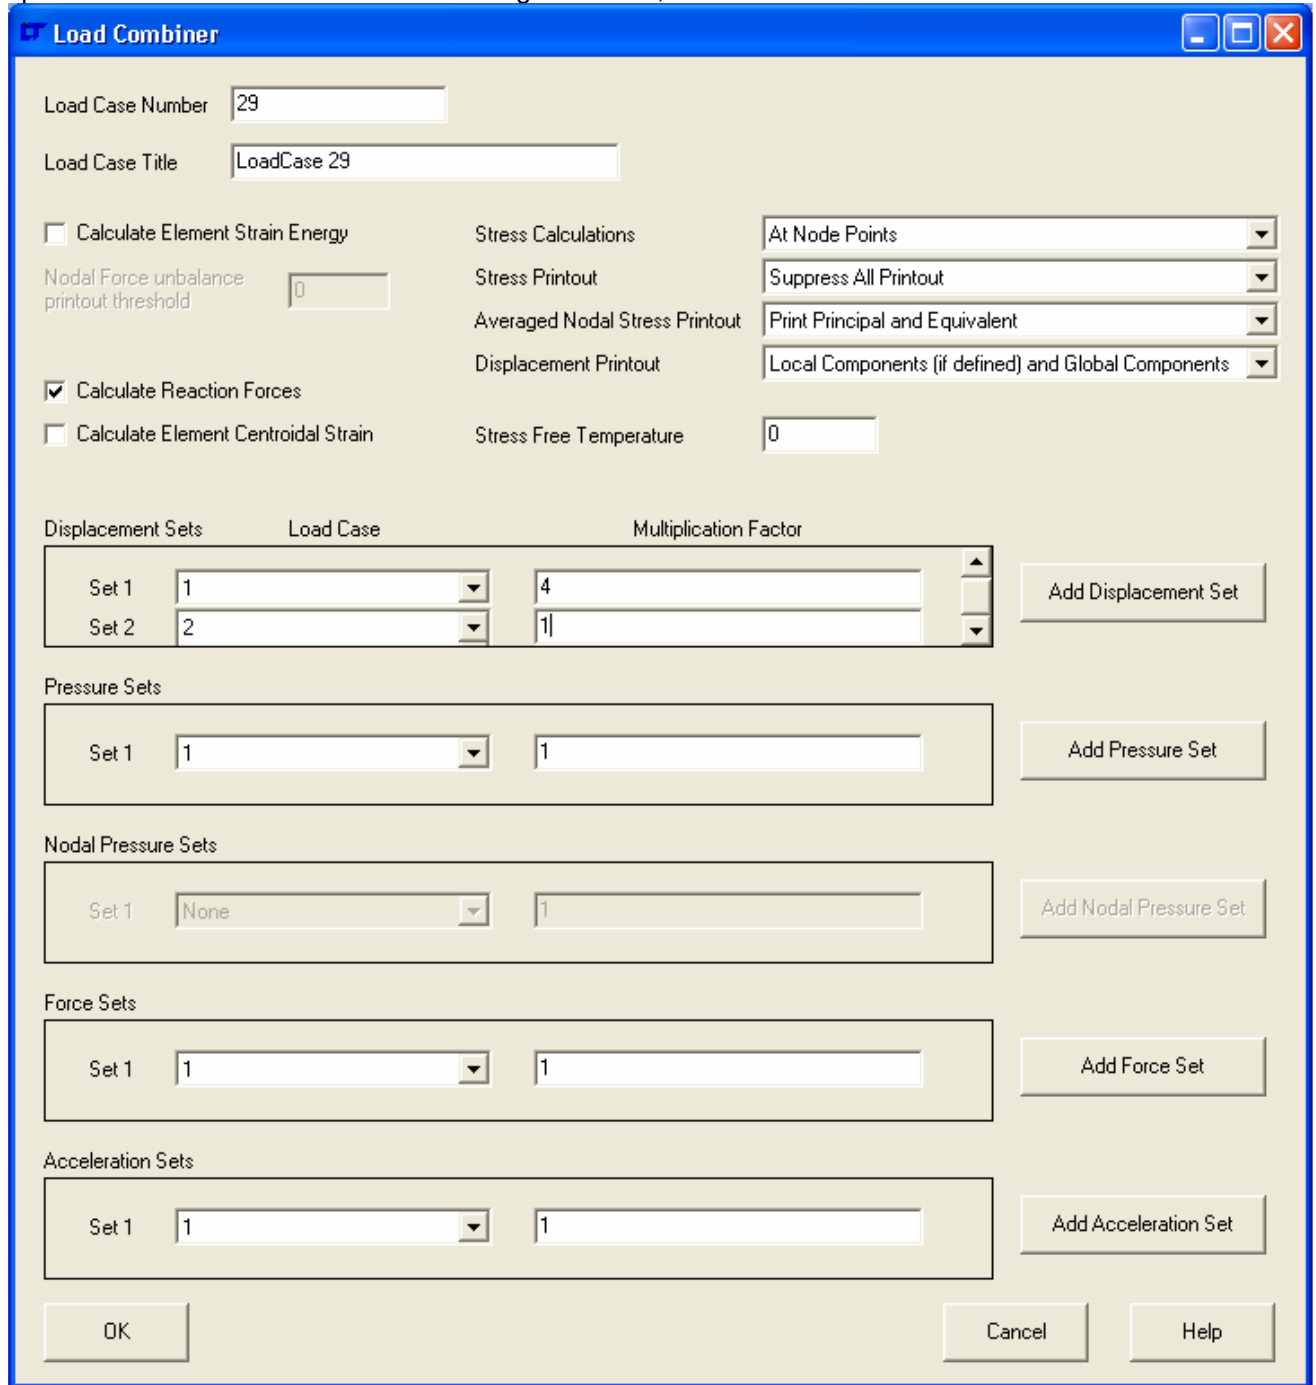 Load Combiner
Load Case Number 29
Load Case Title LoadCase 29
Calculate Element Strain Energy
Stress Calculations At Node Points
Nodal Force unbalance
printout threshold 0
Stress Printout Suppress All Printout
Averaged Nodal Stress Printout Print Principal and Equivalent
Displacement Printout Local Components (if defined) and Global Components
Calculate Reaction Forces
Calculate Element Centroidal Strain
Stress Free Temperature 0
Displacement Sets Load Case Multiplication Factor
Set 1 1 4
Add Displacement Set
Set 2 2 1
Pressure Sets
Set 1 1 1 Add Pressure Set
Nodal Pressure Sets
Set 1 None 1 Add Nodal Pressure Set
Force Sets
Set 1 1 1 Add Force Set
Acceleration Sets
Set 1 1 1 Add Acceleration Set
OK Cancel Help